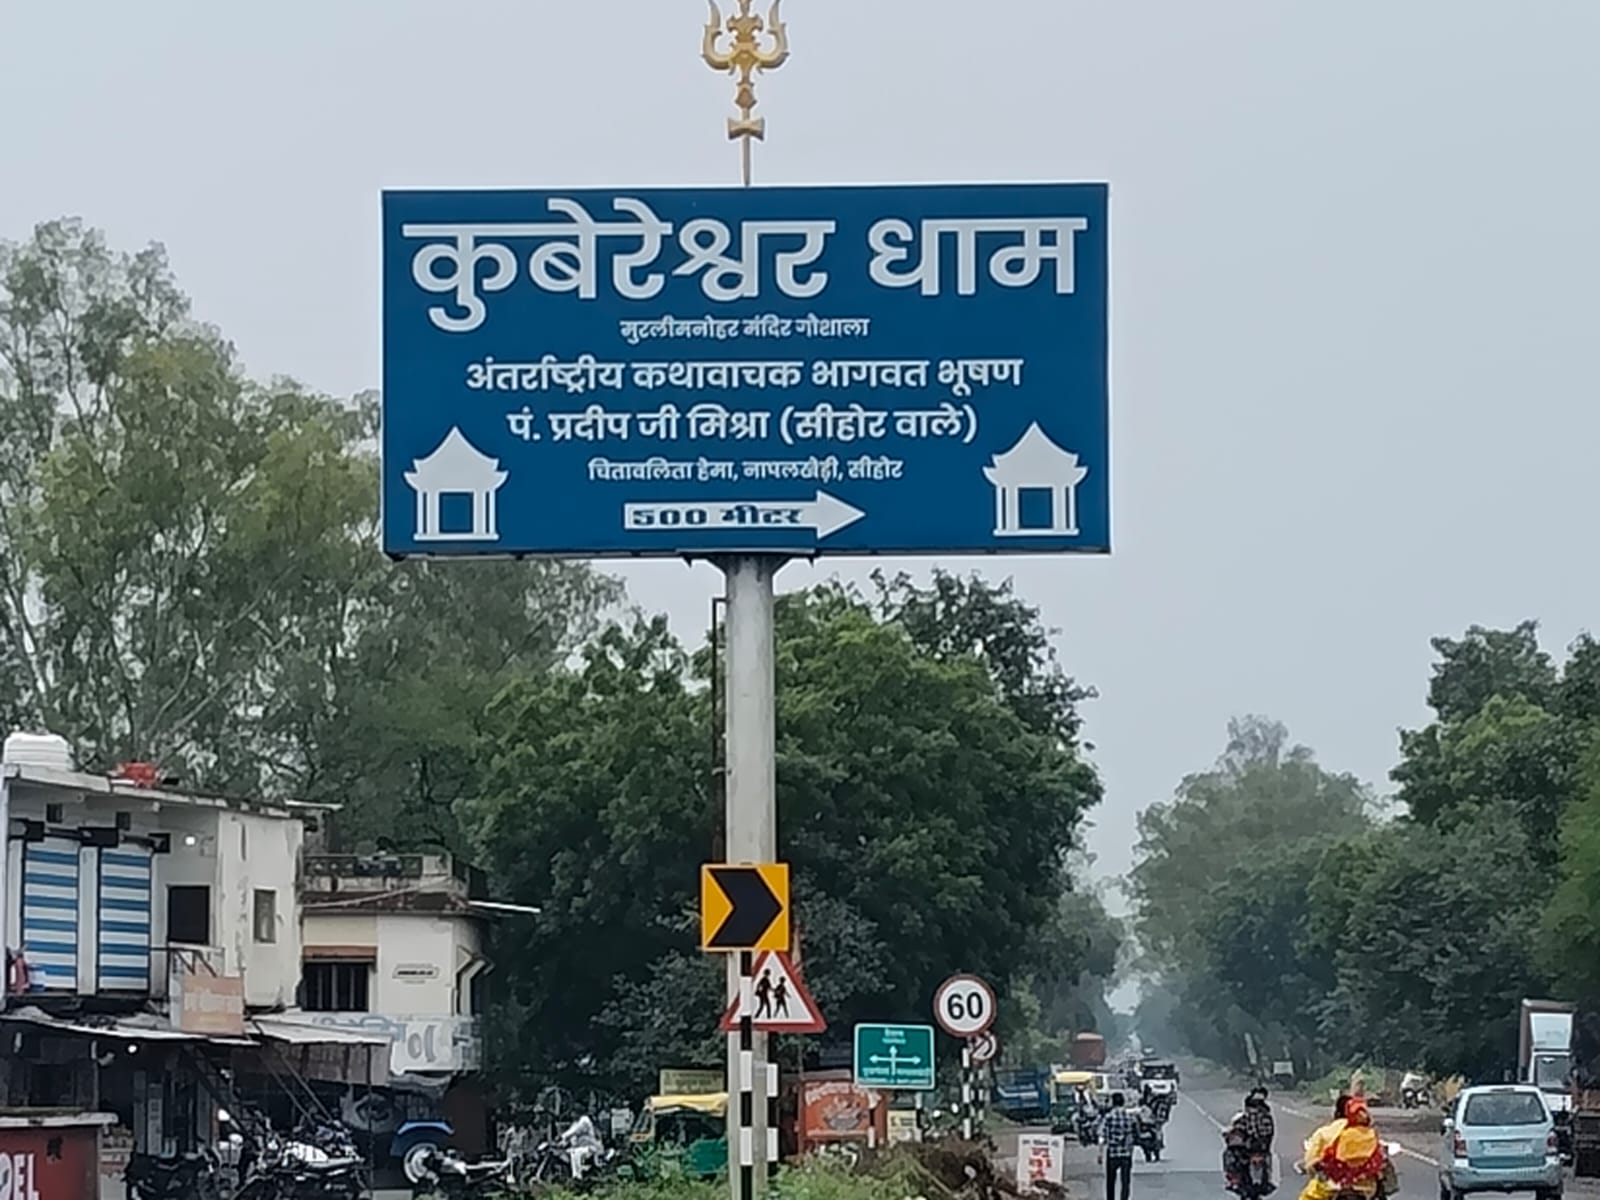 कुबेरेश्वर धाम
मुरलीमनोहर मंदिर गोशाला
अंतर्राष्ट्रीय कथावाचक भागवत भूषण
पं. प्रदीप जी मिश्रा (सीहोर वाले)
चितावलिता हेमा, नापलखेड़ी, सीहोर
500 मीटर
60